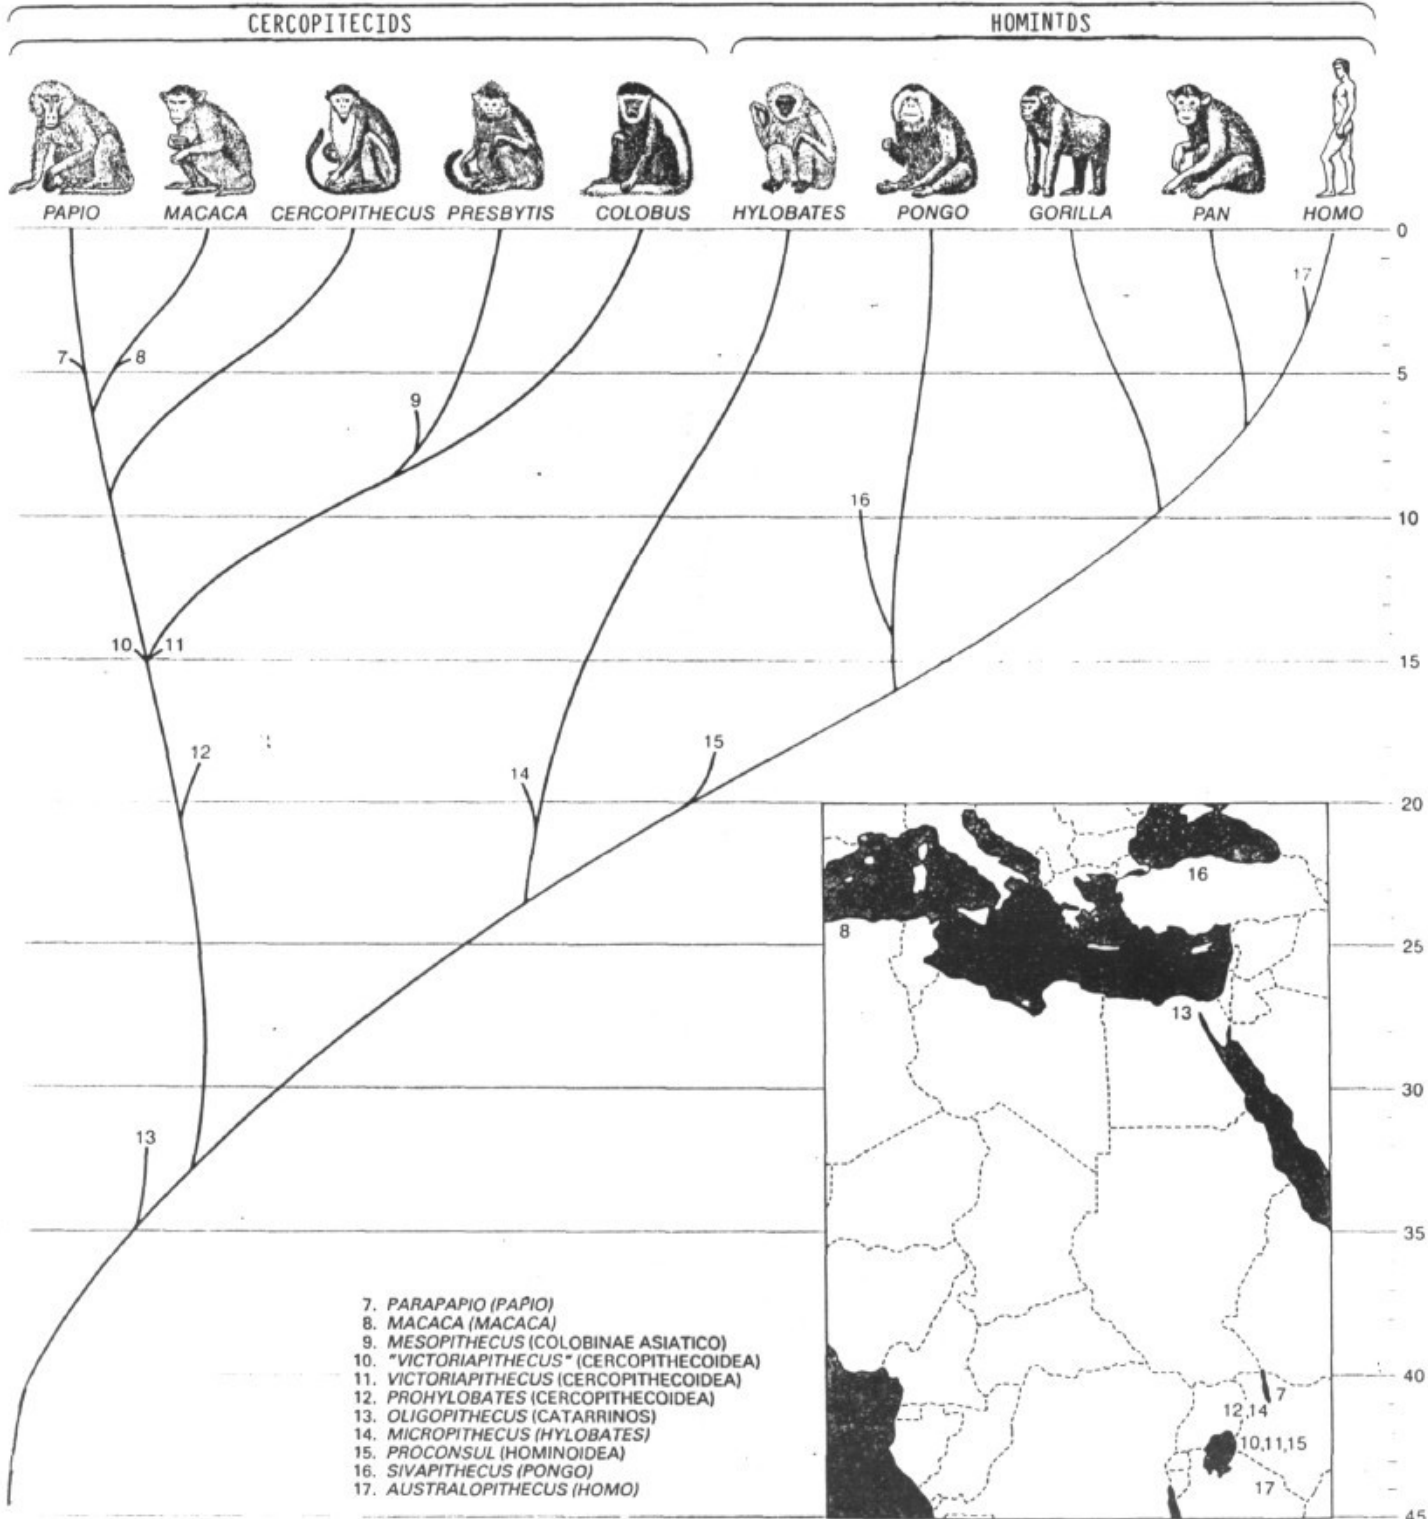 CERCOPITECIDS HOMINTDS
PAPIO MACACA CERCOPITHECUS PRESBYTIS COLOBUS HYLOBATES PONGO GORILLA PAN HOMO
0
17
7 8
5
9
16
10
10 11
15
12
14
15
20
16
8
25
13
30
13
35
40
7
12 14
10,11,15
17
45
7. PARAPAPIO (PAPIO)
8. MACACA (MACACA)
9. MESOPITHECUS (COLOBINAE ASIATICO)
10. "VICTORIAPITHECUS" (CERCOPITHECOIDEA)
11. VICTORIAPITHECUS (CERCOPITHECOIDEA)
12. PROHYLOBATES (CERCOPITHECOIDEA)
13. OLIGOPITHECUS (CATARRINOS)
14. MICROPITHECUS (HYLOBATES)
15. PROCONSUL (HOMINOIDEA)
16. SIVAPITHECUS (PONGO)
17. AUSTRALOPITHECUS (HOMO)